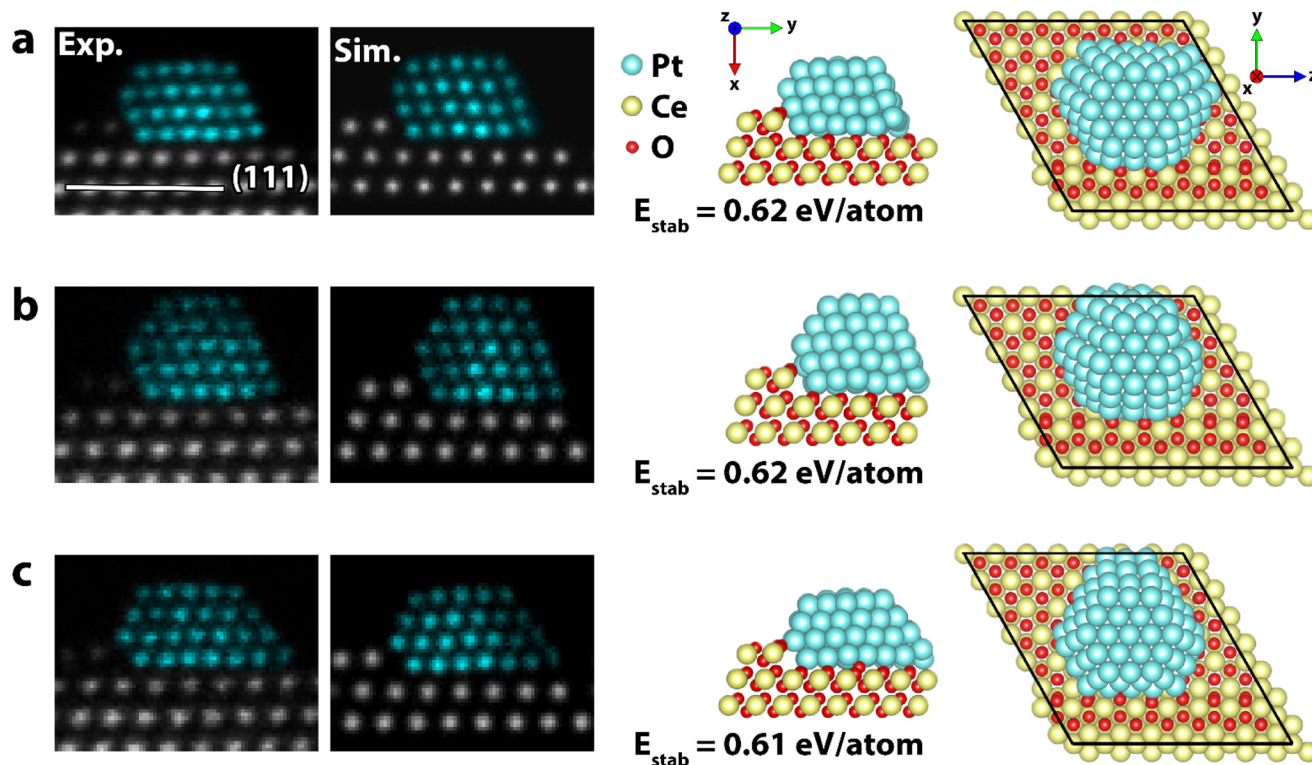 a
Exp.
Sim.
(111)
z
y
x
Pt
Ce
O
y
x
z
E_stab = 0.62 eV/atom
b
E_stab = 0.62 eV/atom
c
E_stab = 0.61 eV/atom